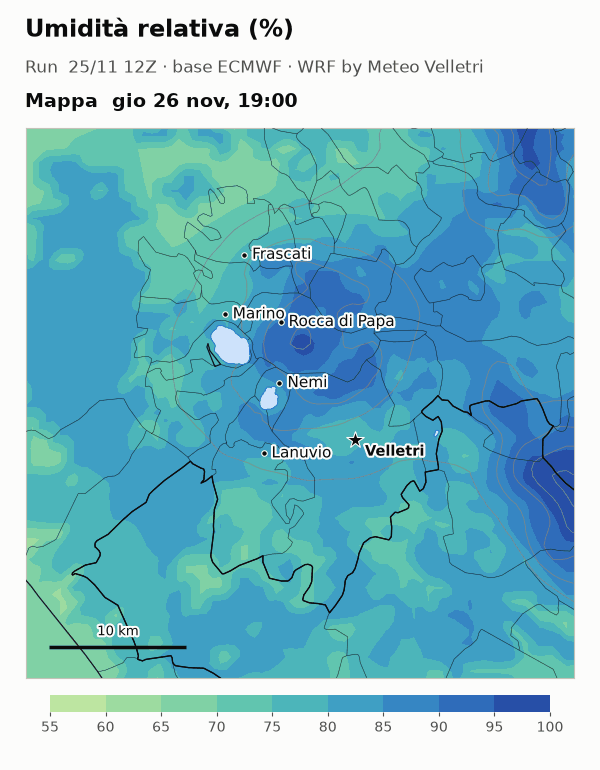 Umidità relativa (%)
Run  25/11 12Z · base ECMWF · WRF by Meteo Velletri
Mappa  gio 26 nov, 19:00
Frascati
Marino
Rocca di Papa
Nemi
Velletri
Lanuvio
10 km
55 60 65 70 75 80 85 90 95 100